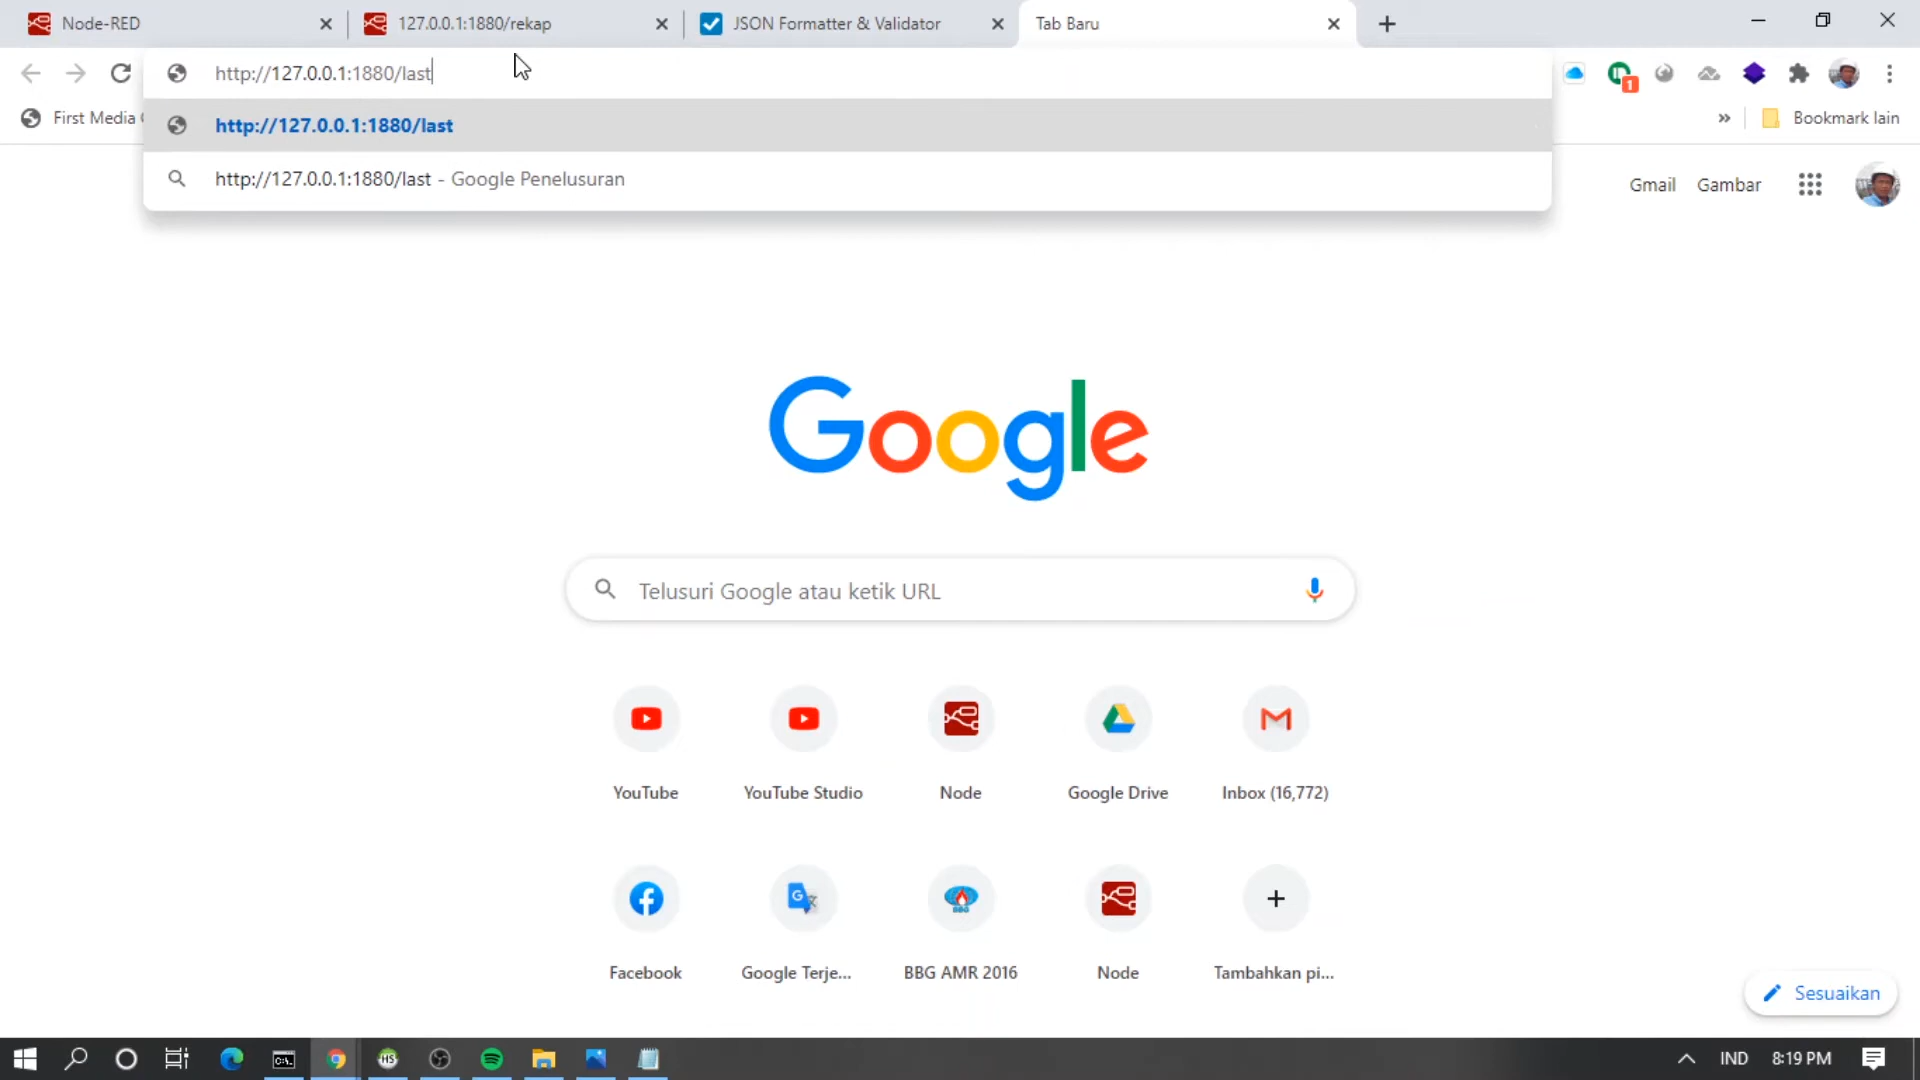 Node-RED
127.0.0.1:1880/rekap
JSON Formatter & Validator
Tab Baru
http://127.0.0.1:1880/last
1
First Media
»
Bookmark lain
http://127.0.0.1:1880/last
http://127.0.0.1:1880/last - Google Penelusuran
Gmail
Gambar
Google
Telusuri Google atau ketik URL
YouTube
YouTube Studio
Node
Google Drive
Inbox (16,772)
Facebook
Google Terje...
BBG AMR 2016
Node
Tambahkan pi...
Sesuaikan
HS
IND
8:19 PM